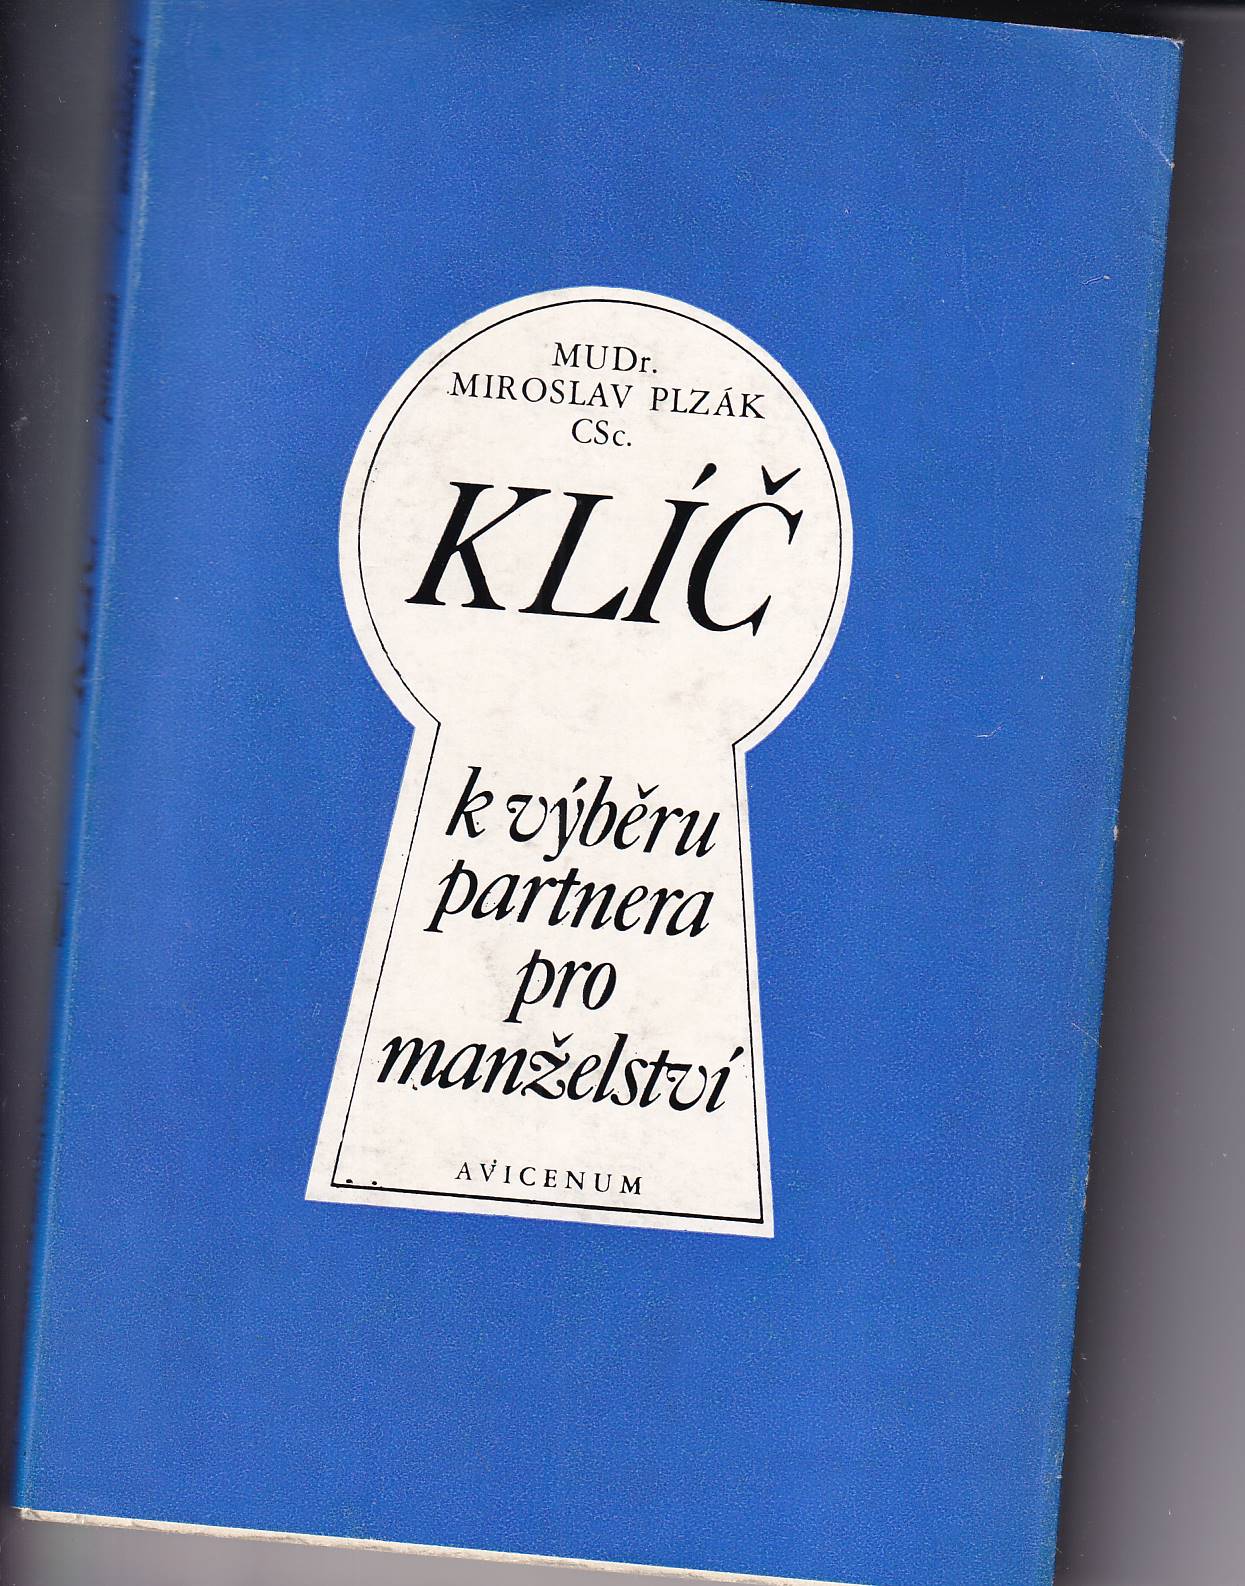 MUDr.
MIROSLAV PLZÁK
CSc.
KLÍČ
k výběru
partnera
pro
manželství
AVICENUM